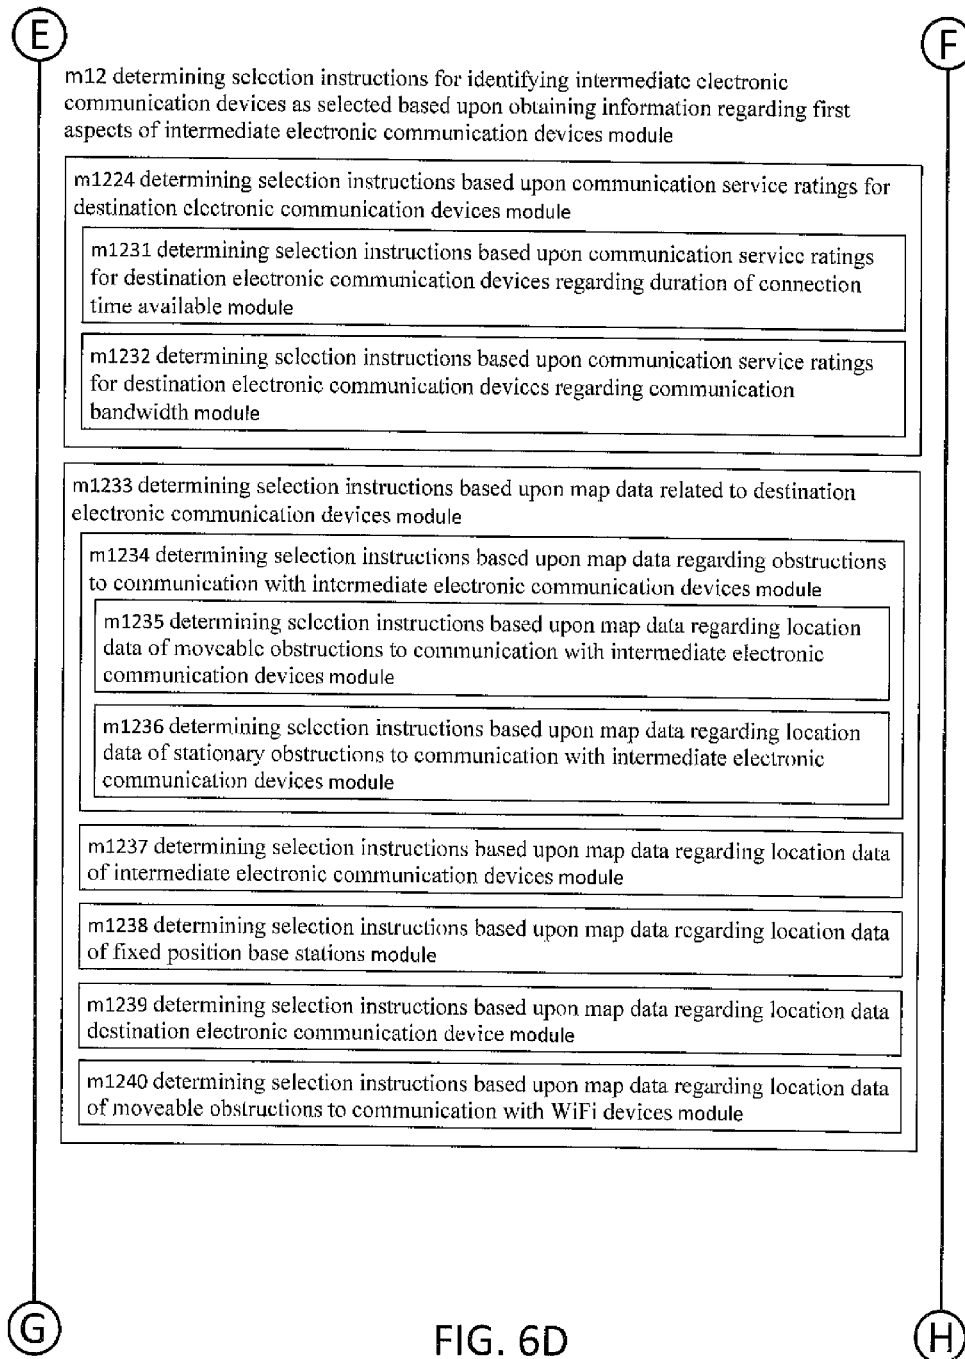 E
F
m12 determining selection instructions for identifying intermediate electronic
communication devices as selected based upon obtaining information regarding first
aspects of intermediate electronic communication devices module
m1224 determining selection instructions based upon communication service ratings for
destination electronic communication devices module
m1231 determining selection instructions based upon communication service ratings
for destination electronic communication devices regarding duration of connection
time available module
m1232 determining selection instructions based upon communication service ratings
for destination electronic communication devices regarding communication
bandwidth module
m1233 determining selection instructions based upon map data related to destination
electronic communication devices module
m1234 determining selection instructions based upon map data regarding obstructions
to communication with intermediate electronic communication devices module
m1235 determining selection instructions based upon map data regarding location
data of moveable obstructions to communication with intermediate electronic
communication devices module
m1236 determining selection instructions based upon map data regarding location
data of stationary obstructions to communication with intermediate electronic
communication devices module
m1237 determining selection instructions based upon map data regarding location data
of intermediate electronic communication devices module
m1238 determining selection instructions based upon map data regarding location data
of fixed position base stations module
m1239 determining selection instructions based upon map data regarding location data
destination electronic communication device module
m1240 determining selection instructions based upon map data regarding location data
of moveable obstructions to communication with WiFi devices module
G
H
FIG. 6D